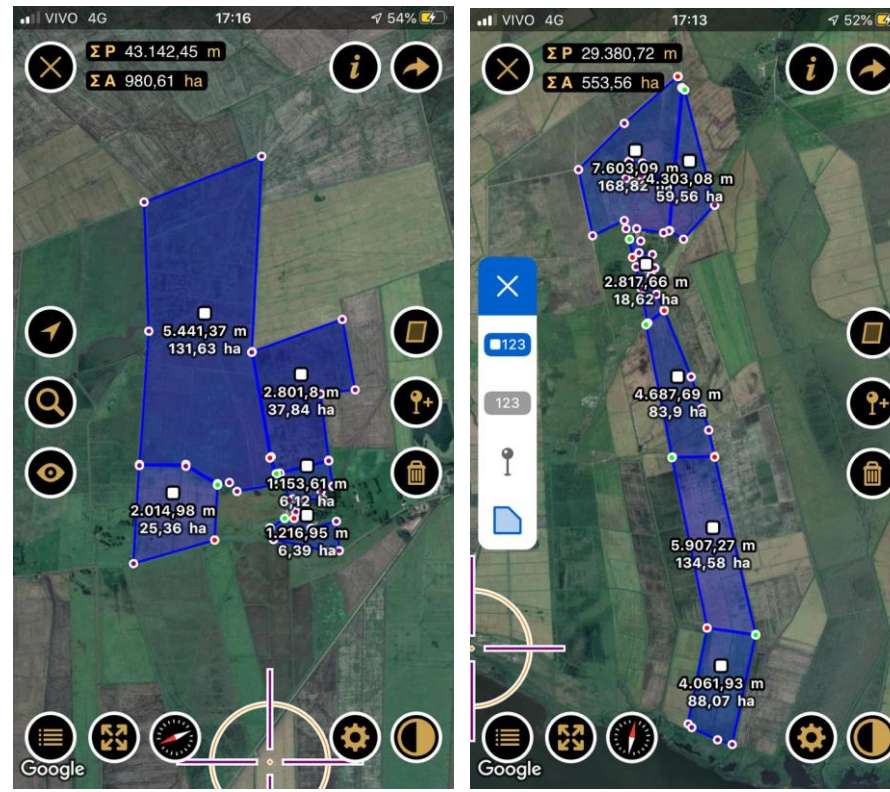 VIVO 4G 17:16 54%
Σ P 43.142,45 m
Σ A 980,61 ha
i
5.441,37 m
131,63 ha
37,84 ha
1.153,61 m
6,12 ha
2.014,98 m
25,36 ha
1.216,95 m
6,39 ha
Google
VIVO 4G 17:13 52%
Σ P 29.380,72 m
Σ A 553,56 ha
i
7.603,09 m
168,82
4.303,08 m
59,56 ha
2.817,66 m
18,62 ha
123
123
4.687,69 m
83,9 ha
5.907,27 m
134,58 ha
4.061,93 m
88,07 ha
Google